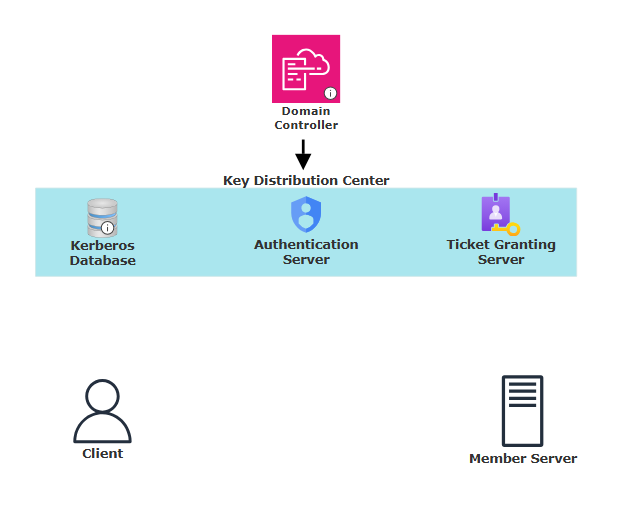 Domain
Controller
Key Distribution Center
Kerberos
Database
Authentication
Server
Ticket Granting
Server
Client
Member Server